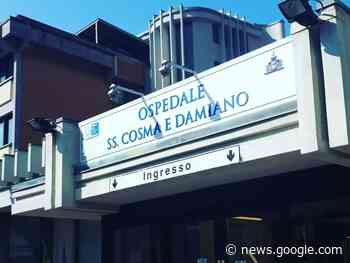 OSPEDALE
SS. COSMA E DAMIANO
Ingresso
news.google.com